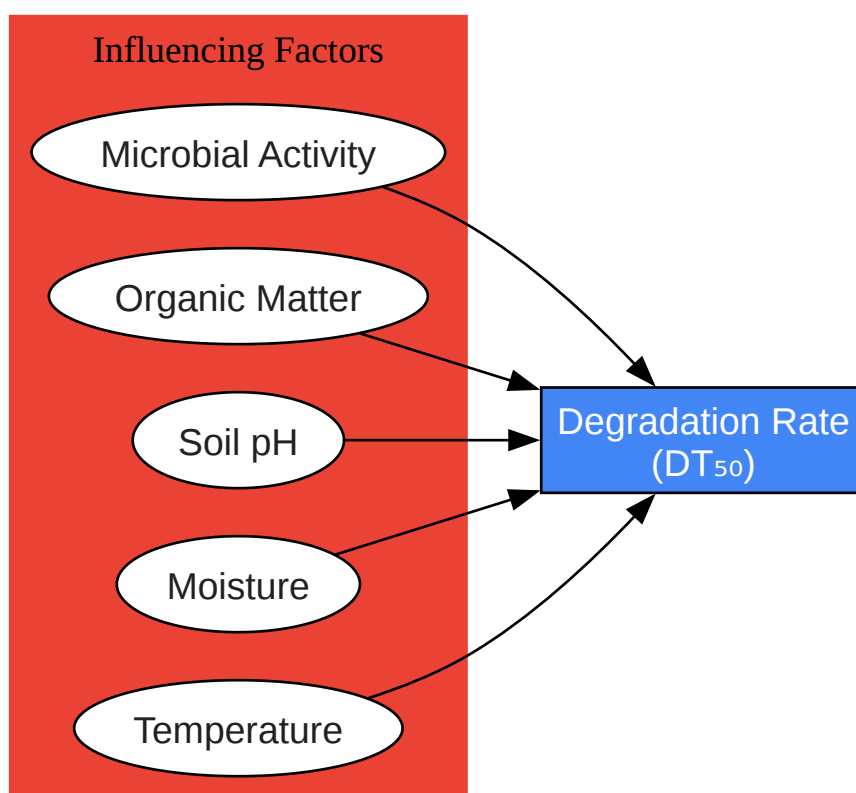 Influencing Factors
Microbial Activity
Organic Matter
Soil pH
Moisture
Temperature
Degradation Rate
(DT₅₀)